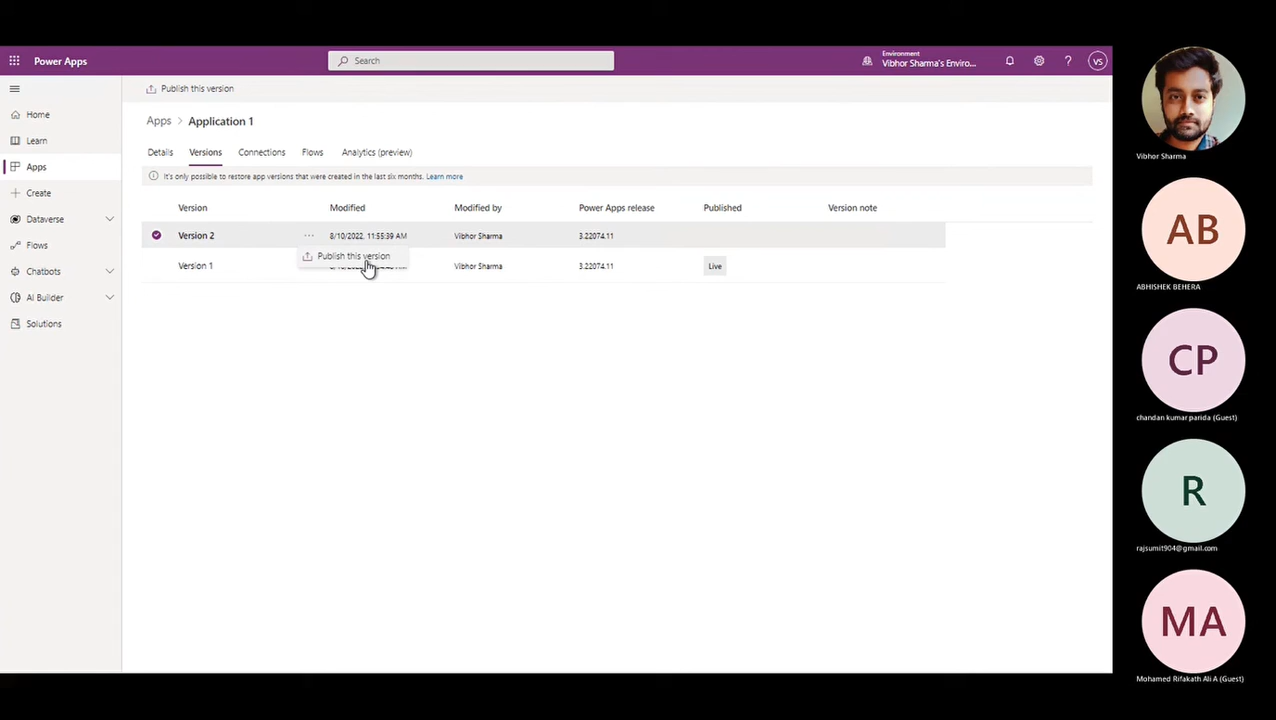 Power Apps
Search
Environment
Vibhor Sharma's Enviro...
?
VS
Publish this version
Home
Learn
Apps
Create
Dataverse
Flows
Chatbots
AI Builder
Solutions
Apps > Application 1
Details Versions Connections Flows Analytics (preview)
It's only possible to restore app versions that were created in the last six months. Learn more
Version Modified Modified by Power Apps release Published Version note
Version 2 ... 8/10/2022, 11:55:39 AM Vibhor Sharma 3.22074.11
Publish this version
Version 1 Vibhor Sharma 3.22074.11 Live
Vibhor Sharma
AB
ABHISHEK BEHERA
CP
chandan kumar parida (Guest)
R
rajsumit904@gmail.com
MA
Mohamed Rifakath Ali A (Guest)